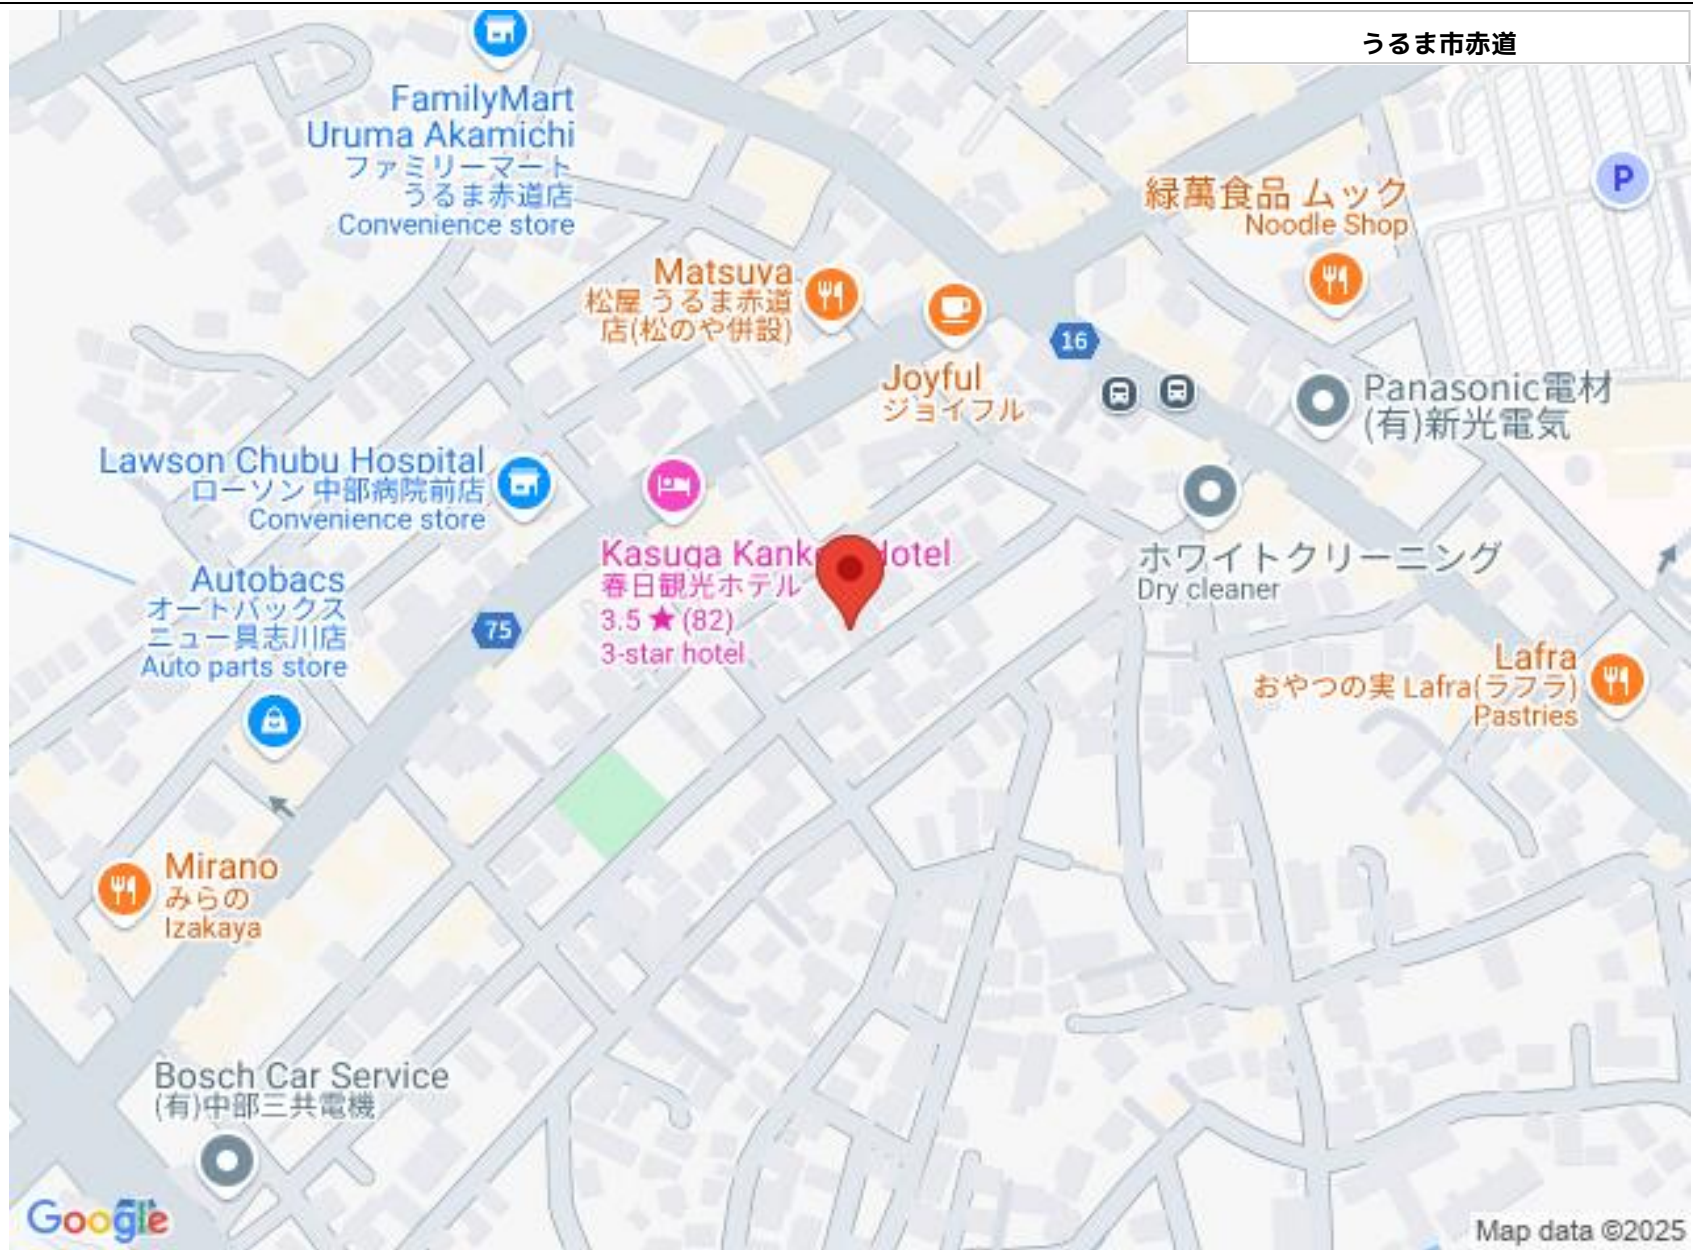 うるま市赤道
FamilyMart
Uruma Akamichi
ファミリーマート
うるま赤道店
Convenience store
P
緑萬食品 ムック
Noodle Shop
Matsuya
松屋 うるま赤道
店(松のや併設)
16
Joyful
ジョイフル
Panasonic電材
(有)新光電気
Lawson Chubu Hospital
ローソン 中部病院前店
Convenience store
Kasuga Kank Hotel
春日観光ホテル
3.5 ★ (82)
3-star hotel
ホワイトクリーニング
Dry cleaner
Autobacs
オートバックス
ニュー具志川店
Auto parts store
75
Lafra
おやつの実 Lafra(ラフラ)
Pastries
Mirano
みらの
Izakaya
Bosch Car Service
(有)中部三共電機
Google
Map data ©2025